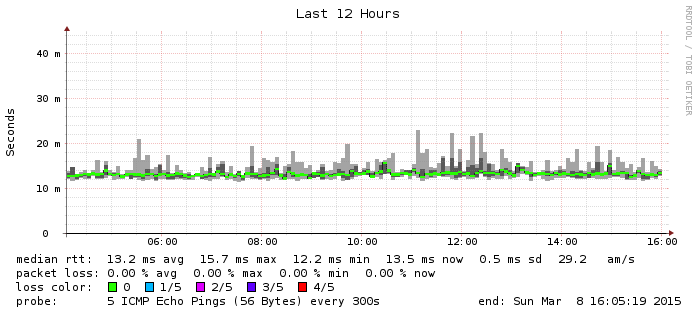 Last 12 Hours
RRDTOOL / TOBI OETIKER
Seconds
40 m
30 m
20 m
10 m
0
06:00 08:00 10:00 12:00 14:00 16:00
median rtt: 13.2 ms avg 15.7 ms max 12.2 ms min 13.5 ms now 0.5 ms sd 29.2 am/s
packet loss: 0.00 % avg 0.00 % max 0.00 % min 0.00 % now
loss color: 0 1/5 2/5 3/5 4/5
probe: 5 ICMP Echo Pings (56 Bytes) every 300s end: Sun Mar 8 16:05:19 2015